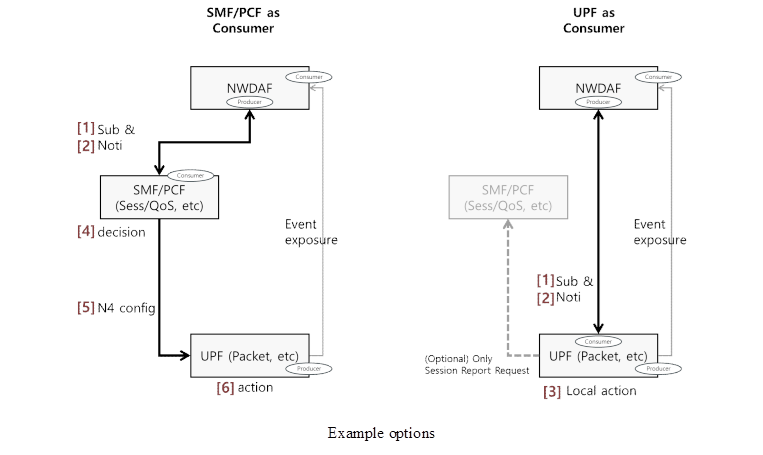 SMF/PCF as
Consumer
NWDAF
Consumer
Producer
[1] Sub &
[2] Noti
Consumer
SMF/PCF
(Sess/QoS, etc)
[4] decision
Event
exposure
[5] N4 config
UPF (Packet, etc)
Producer
[6] action
UPF as
Consumer
NWDAF
Consumer
Producer
SMF/PCF
(Sess/QoS, etc)
Event
exposure
[1] Sub &
[2] Noti
Consumer
UPF (Packet, etc)
Producer
(Optional) Only
Session Report Request
[3] Local action
Example options